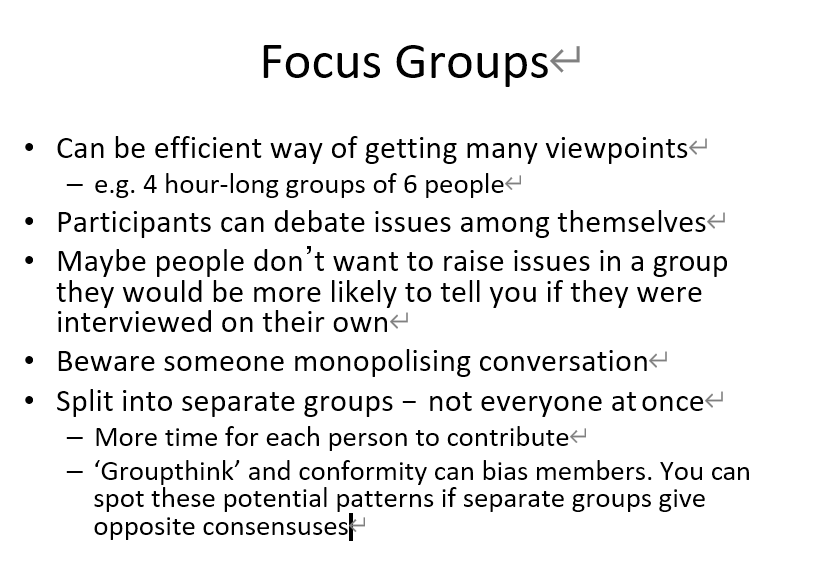 Focus Groups↵
• Can be efficient way of getting many viewpoints↵
– e.g. 4 hour-long groups of 6 people↵
• Participants can debate issues among themselves↵
• Maybe people don’t want to raise issues in a group
they would be more likely to tell you if they were
interviewed on their own↵
• Beware someone monopolising conversation↵
• Split into separate groups – not everyone at once↵
– More time for each person to contribute↵
– ‘Groupthink’ and conformity can bias members. You can
spot these potential patterns if separate groups give
opposite consensuses↵